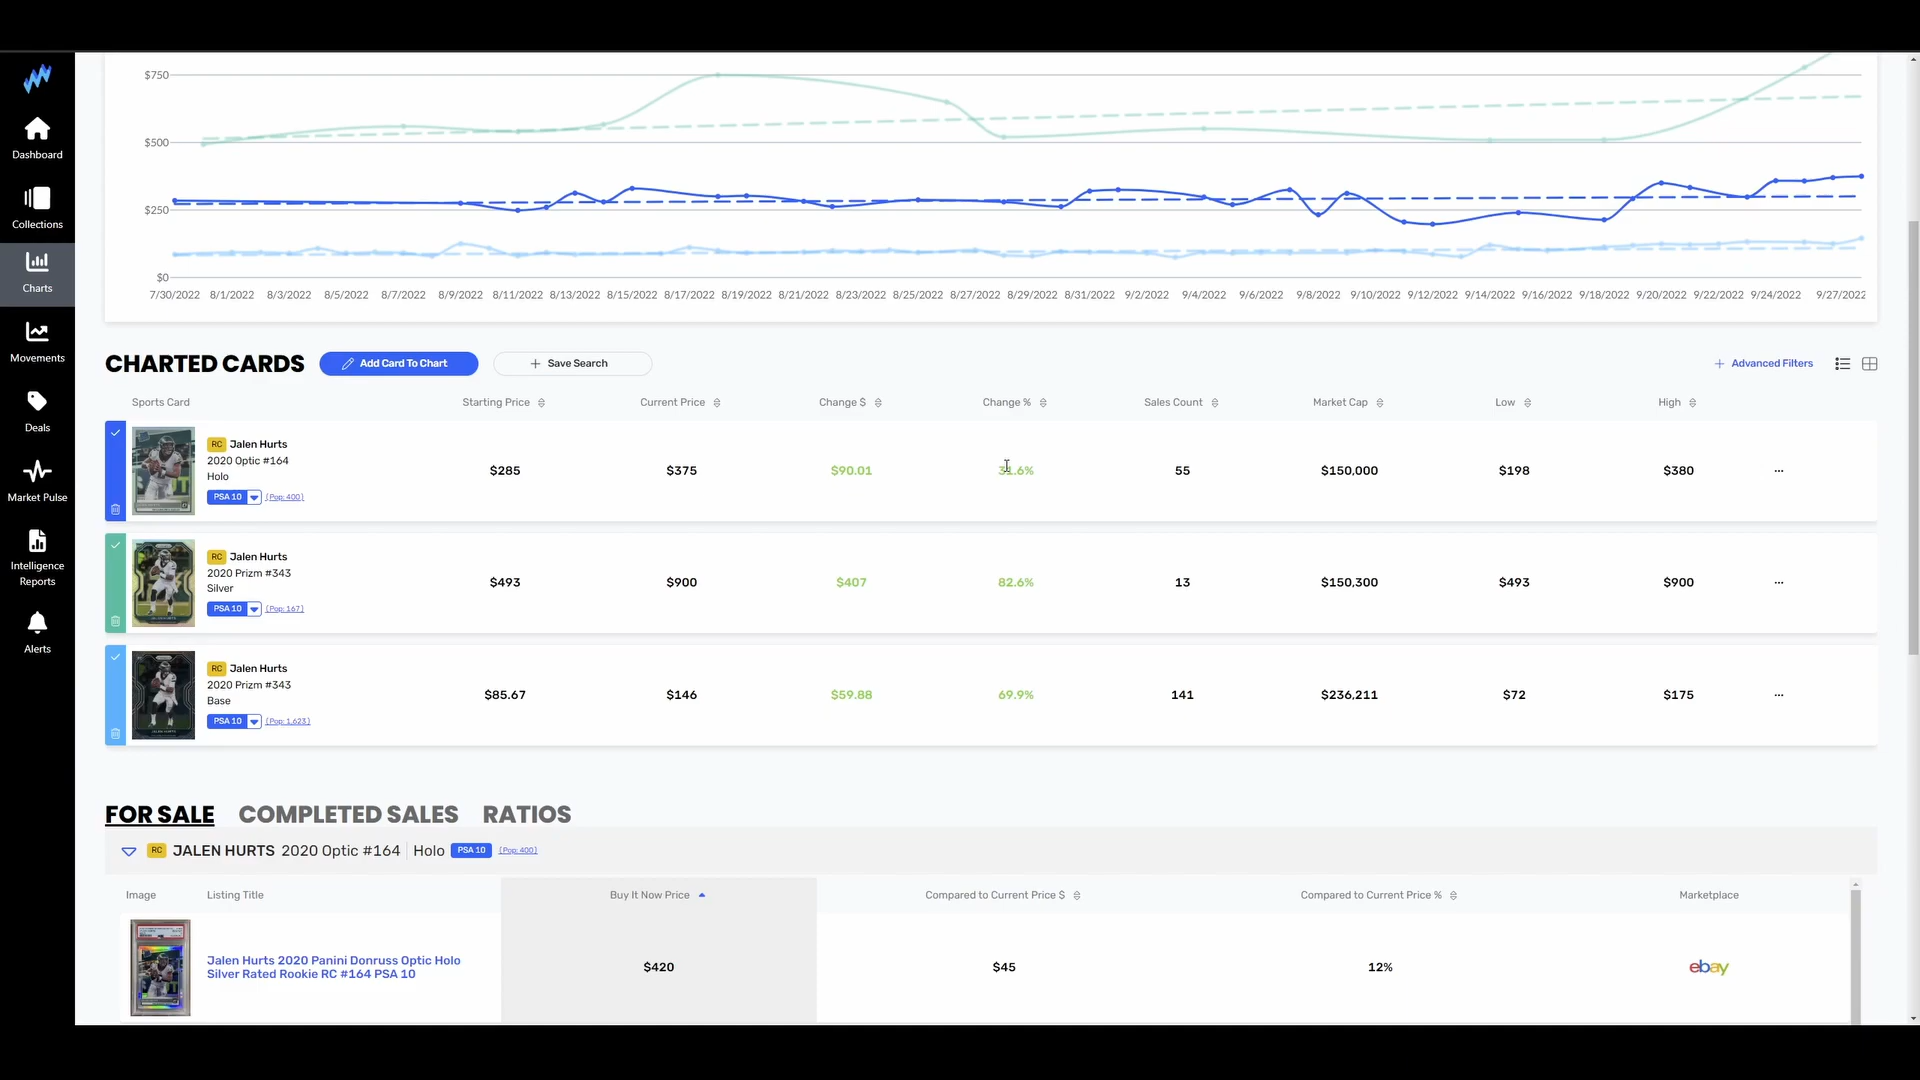 $750
$500
$250
$0
7/30/2022 8/1/2022 8/3/2022 8/5/2022 8/7/2022 8/9/2022 8/11/2022 8/13/2022 8/15/2022 8/17/2022 8/19/2022 8/21/2022 8/23/2022 8/25/2022 8/27/2022 8/29/2022 8/31/2022 9/2/2022 9/4/2022 9/6/2022 9/8/2022 9/10/2022 9/12/2022 9/14/2022 9/16/2022 9/18/2022 9/20/2022 9/22/2022 9/24/2022 9/27/2022
Dashboard
Collections
Charts
Movements
Deals
Market Pulse
Intelligence
Reports
Alerts
CHARTED CARDS Add Card To Chart + Save Search + Advanced Filters
Sports Card Starting Price Current Price Change $ Change % Sales Count Market Cap Low High
RC Jalen Hurts
2020 Optic #164
Holo
PSA 10 (Pop: 400)
$285 $375 $90.01 $150,000 55 $198 $380 ...
RC Jalen Hurts
2020 Prizm #343
Silver
PSA 10 (Pop: 167)
$493 $900 $407 82.6% 13 $150,300 $493 $900 ...
RC Jalen Hurts
2020 Prizm #343
Base
PSA 10 (Pop: 1,623)
$85.67 $146 $59.88 69.9% 141 $236,211 $72 $175 ...
FOR SALE COMPLETED SALES RATIOS
RC JALEN HURTS 2020 Optic #164 Holo PSA 10 (Pop: 400)
Image Listing Title Buy It Now Price Compared to Current Price $ Compared to Current Price % Marketplace
Jalen Hurts 2020 Panini Donruss Optic Holo
Silver Rated Rookie RC #164 PSA 10
$420 $45 12% ebay